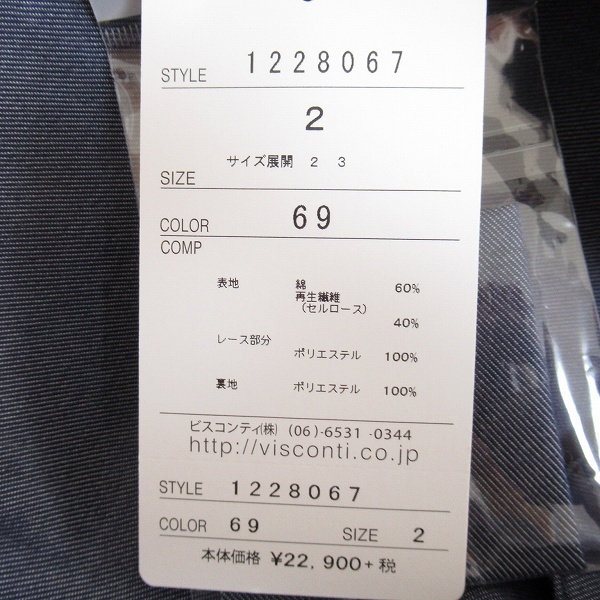 STYLE 1228067
2
サイズ展開 2 3
SIZE
COLOR 69
COMP
表地 綿 60%
再生繊維
(セルロース)
40%
レース部分
ポリエステル 100%
裏地 ポリエステル 100%
ビスコンティ(株) (06)-6531-0344
http://visconti.co.jp
STYLE 1228067
COLOR 69 SIZE 2
本体価格 ¥22,900+税